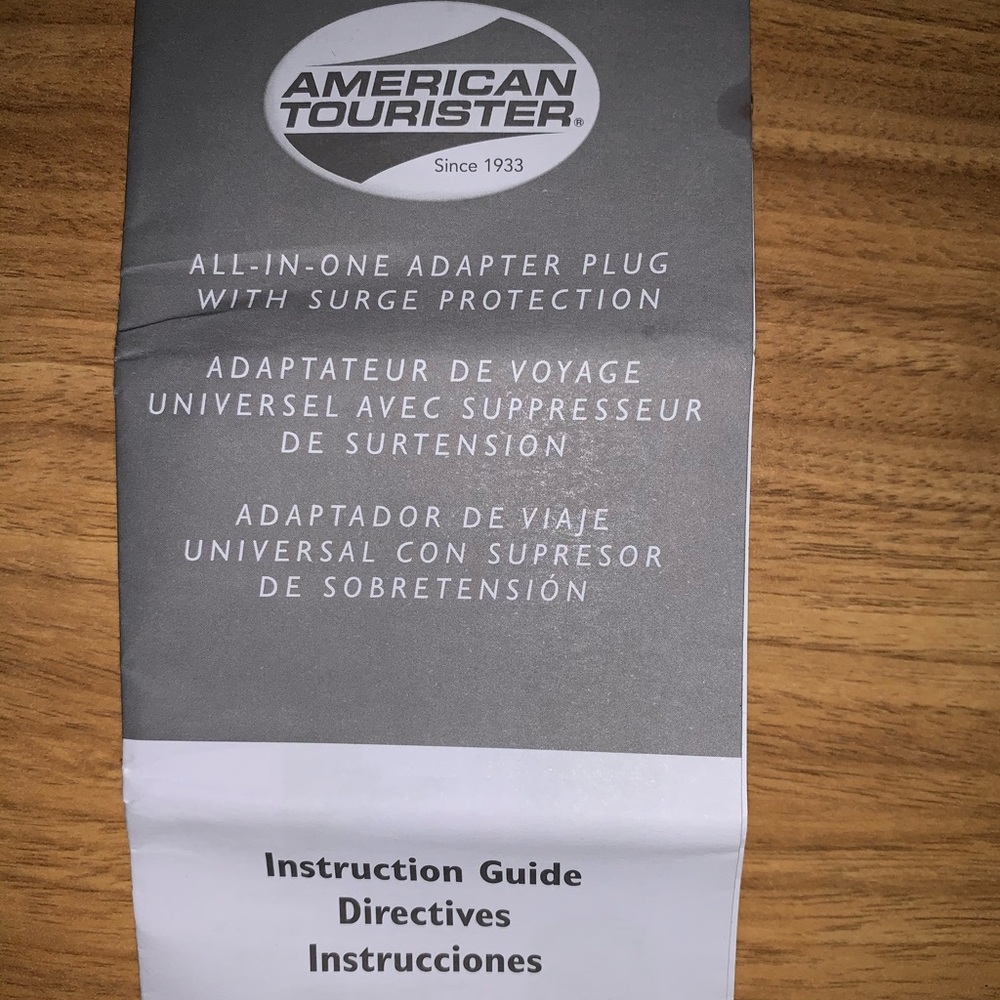 AMERICAN
TOURISTER®
Since 1933
ALL-IN-ONE ADAPTER PLUG
WITH SURGE PROTECTION
ADAPTATEUR DE VOYAGE
UNIVERSEL AVEC SUPPRESSEUR
DE SURTENSION
ADAPTADOR DE VIAJE
UNIVERSAL CON SUPRESOR
DE SOBRETENSIÓN
Instruction Guide
Directives
Instrucciones